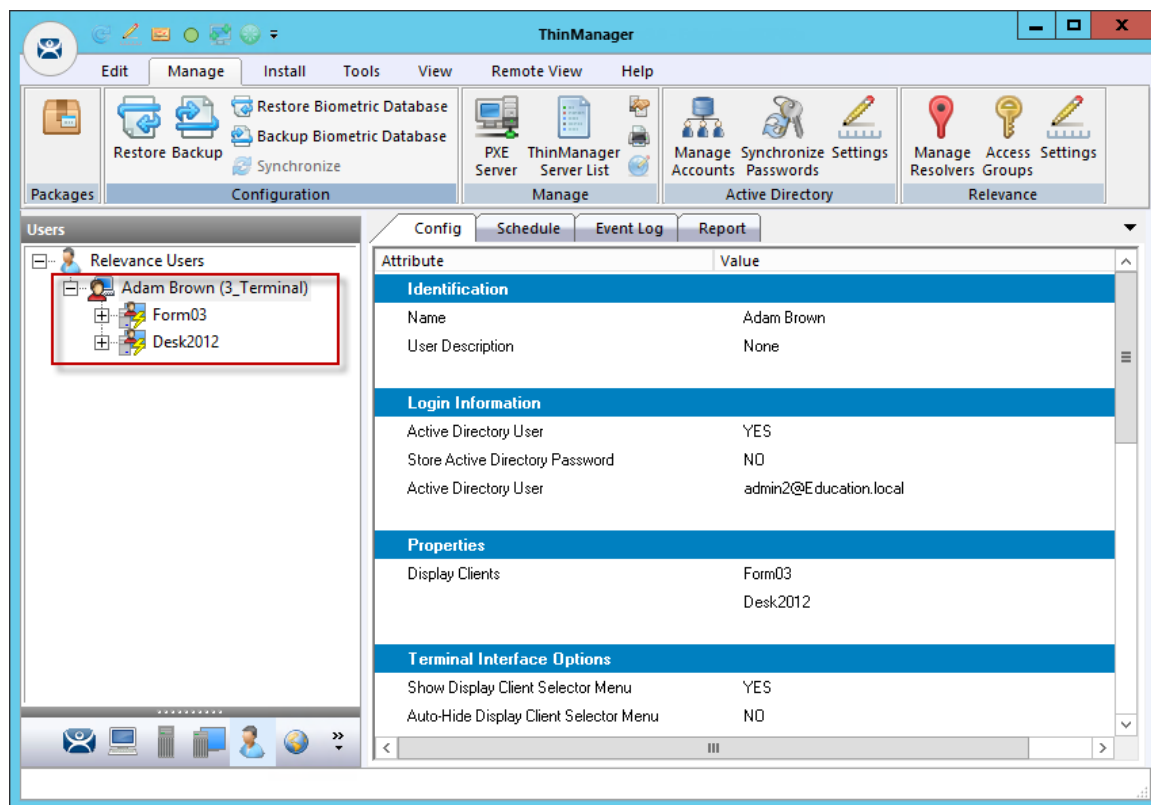 ThinManager
Edit Manage Install Tools View Remote View Help
Restore Biometric Database
Backup Biometric Database
Synchronize
Restore Backup
PXE Server
ThinManager Server List
Manage Accounts
Synchronize Passwords
Settings
Manage Resolvers
Access Groups
Settings
Packages Configuration Manage Active Directory Relevance
Users
Relevance Users
Adam Brown (3_Terminal)
Form03
Desk2012
Config Schedule Event Log Report
Attribute Value
Identification
Name Adam Brown
User Description None
Login Information
Active Directory User YES
Store Active Directory Password NO
Active Directory User admin2@Education.local
Properties
Display Clients Form03
Desk2012
Terminal Interface Options
Show Display Client Selector Menu YES
Auto-Hide Display Client Selector Menu NO